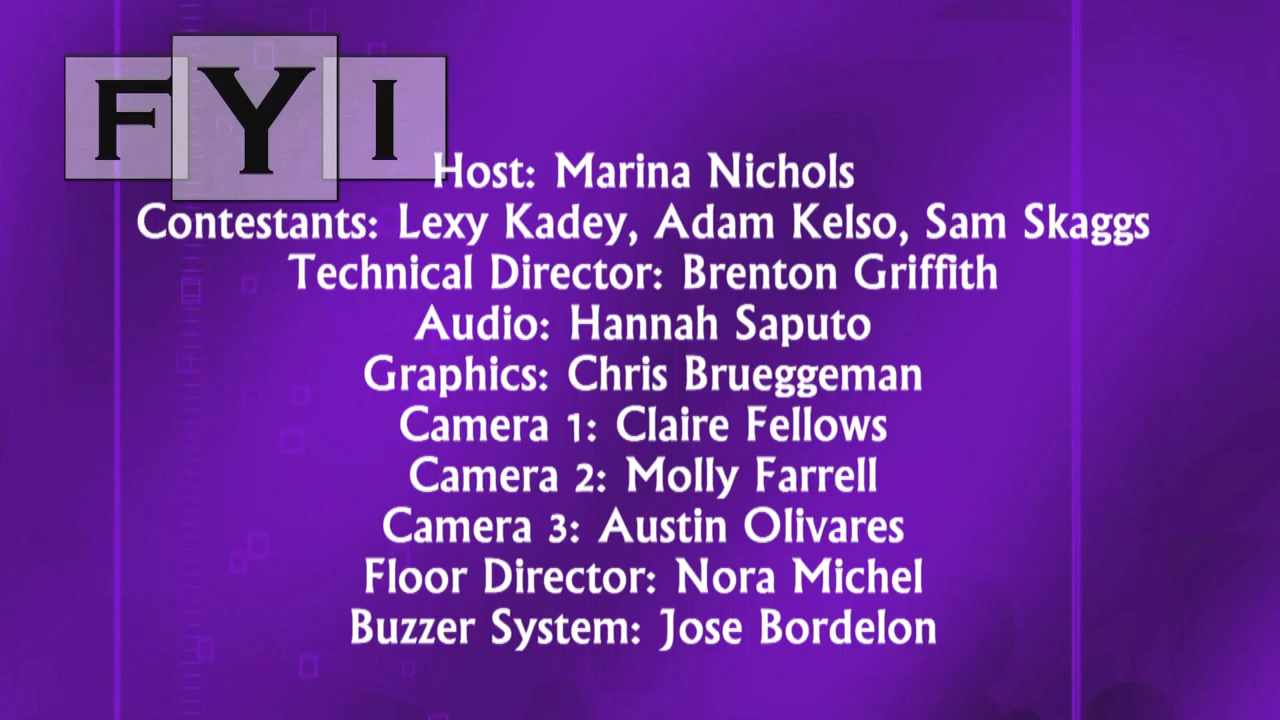 FYI
Host: Marina Nichols
Contestants: Lexy Kadey, Adam Kelso, Sam Skaggs
Technical Director: Brenton Griffith
Audio: Hannah Saputo
Graphics: Chris Brueggeman
Camera 1: Claire Fellows
Camera 2: Molly Farrell
Camera 3: Austin Olivares
Floor Director: Nora Michel
Buzzer System: Jose Bordelon